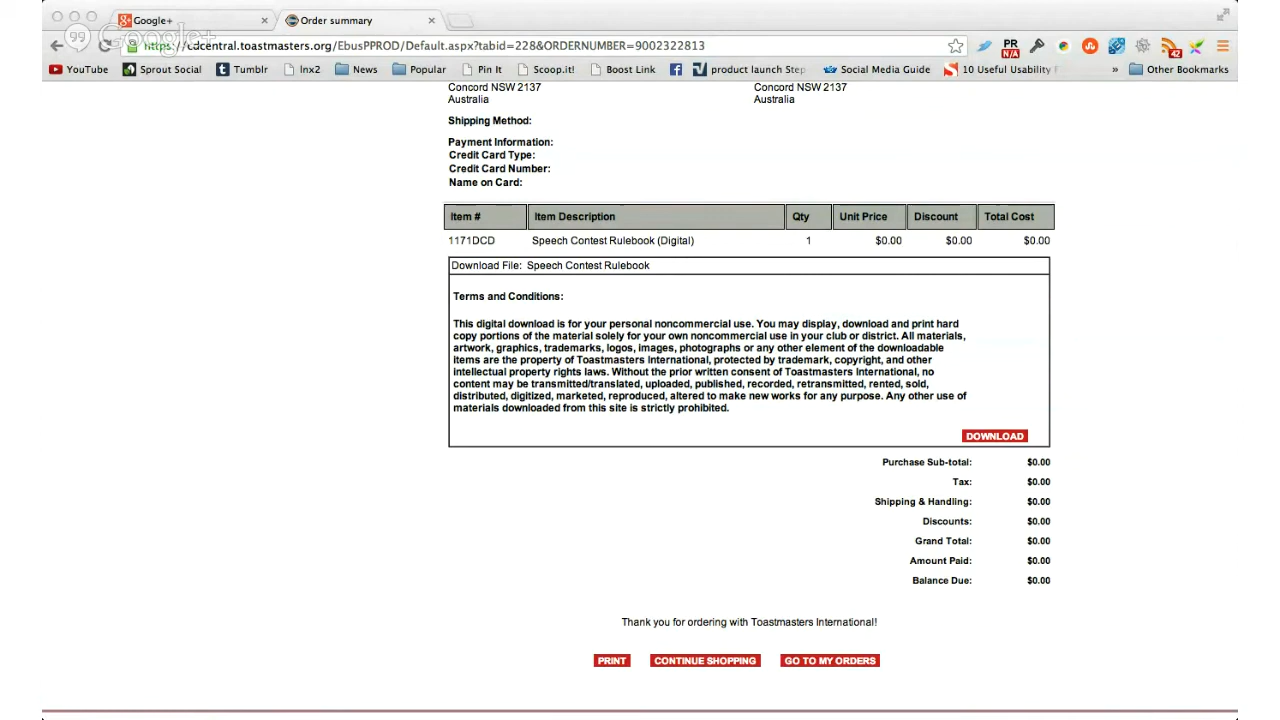 Google+
Order summary
Google+
https://cdcentral.toastmasters.org/EbusPPROD/Default.aspx?tabid=228&ORDERNUMBER=9002322813
PR
N/A
42
YouTube Sprout Social Tumblr Inx2 News Popular Pin It Scoop.it! Boost Link product launch Step Social Media Guide 10 Useful Usability F » Other Bookmarks
Concord NSW 2137 Concord NSW 2137
Australia Australia
Shipping Method:
Payment Information:
Credit Card Type:
Credit Card Number:
Name on Card:
Item # Item Description Qty Unit Price Discount Total Cost
1171DCD Speech Contest Rulebook (Digital) 1 $0.00 $0.00 $0.00
Download File: Speech Contest Rulebook
Terms and Conditions:
This digital download is for your personal noncommercial use. You may display, download and print hard
copy portions of the material solely for your own noncommercial use in your club or district. All materials,
artwork, graphics, trademarks, logos, images, photographs or any other element of the downloadable
items are the property of Toastmasters International, protected by trademark, copyright, and other
intellectual property rights laws. Without the prior written consent of Toastmasters International, no
content may be transmitted/translated, uploaded, published, recorded, retransmitted, rented, sold,
distributed, digitized, marketed, reproduced, altered to make new works for any purpose. Any other use of
materials downloaded from this site is strictly prohibited.
DOWNLOAD
Purchase Sub-total: $0.00
Tax: $0.00
Shipping & Handling: $0.00
Discounts: $0.00
Grand Total: $0.00
Amount Paid: $0.00
Balance Due: $0.00
Thank you for ordering with Toastmasters International!
PRINT CONTINUE SHOPPING GO TO MY ORDERS